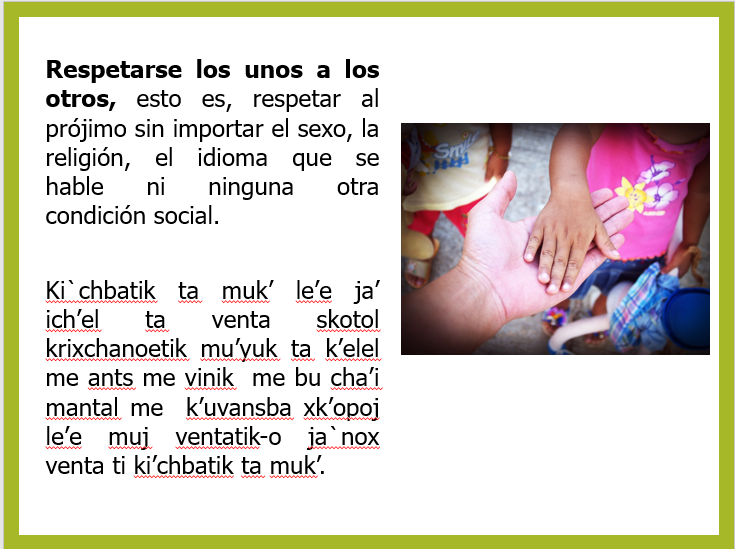 Respetarse los unos a los
otros, esto es, respetar al
prójimo sin importar el sexo, la
religión, el idioma que se
hable ni ninguna otra
condición social.
Ki`chbatik ta muk’ le’e ja’
ich’el ta venta skotol
krixchanoetik mu’yuk ta k’elel
me ants me vinik me bu cha’i
mantal me k’uvansba xk’opoj
le’e muj ventatik-o ja`nox
venta ti ki’chbatik ta muk’.